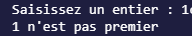 Saisissez un entier : 1
1 n'est pas premier